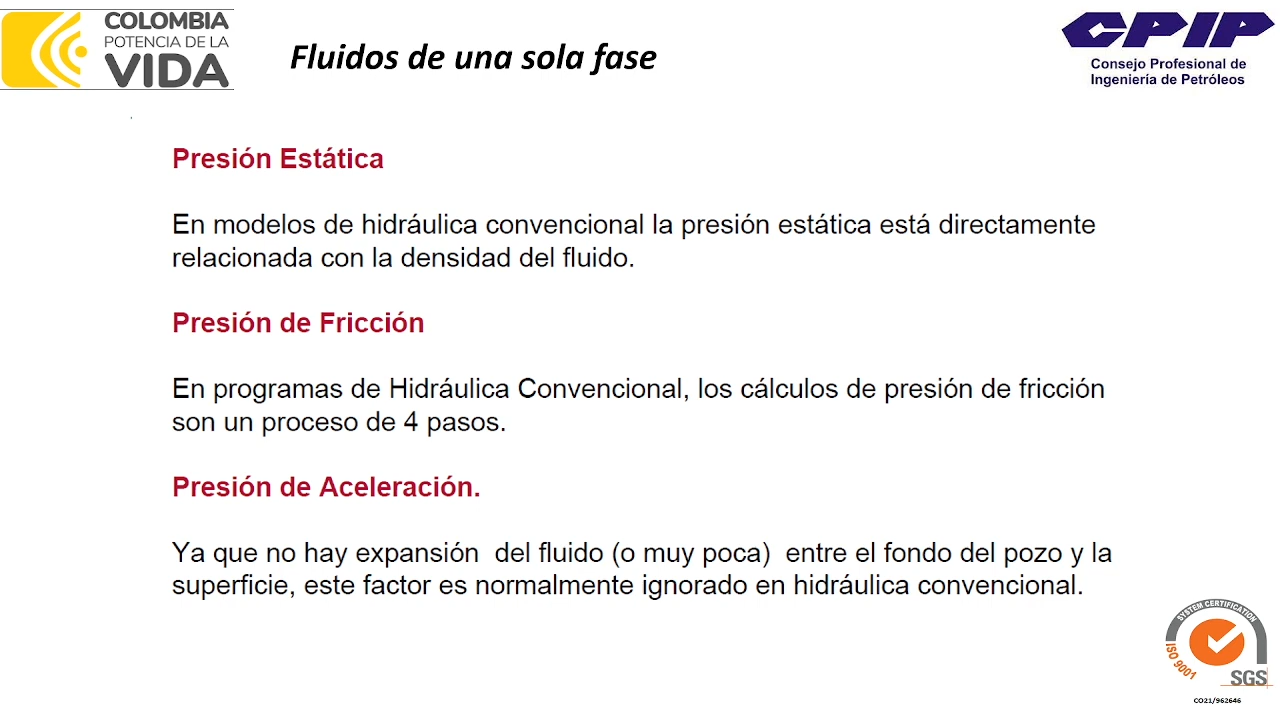 COLOMBIA
POTENCIA DE LA
VIDA
Fluidos de una sola fase
CPIP
Consejo Profesional de
Ingeniería de Petróleos
Presión Estática
En modelos de hidráulica convencional la presión estática está directamente
relacionada con la densidad del fluido.
Presión de Fricción
En programas de Hidráulica Convencional, los cálculos de presión de fricción
son un proceso de 4 pasos.
Presión de Aceleración.
Ya que no hay expansión  del fluido (o muy poca)  entre el fondo del pozo y la
superficie, este factor es normalmente ignorado en hidráulica convencional.
SYSTEM CERTIFICATION
ISO 9001
SGS
CO21/962646